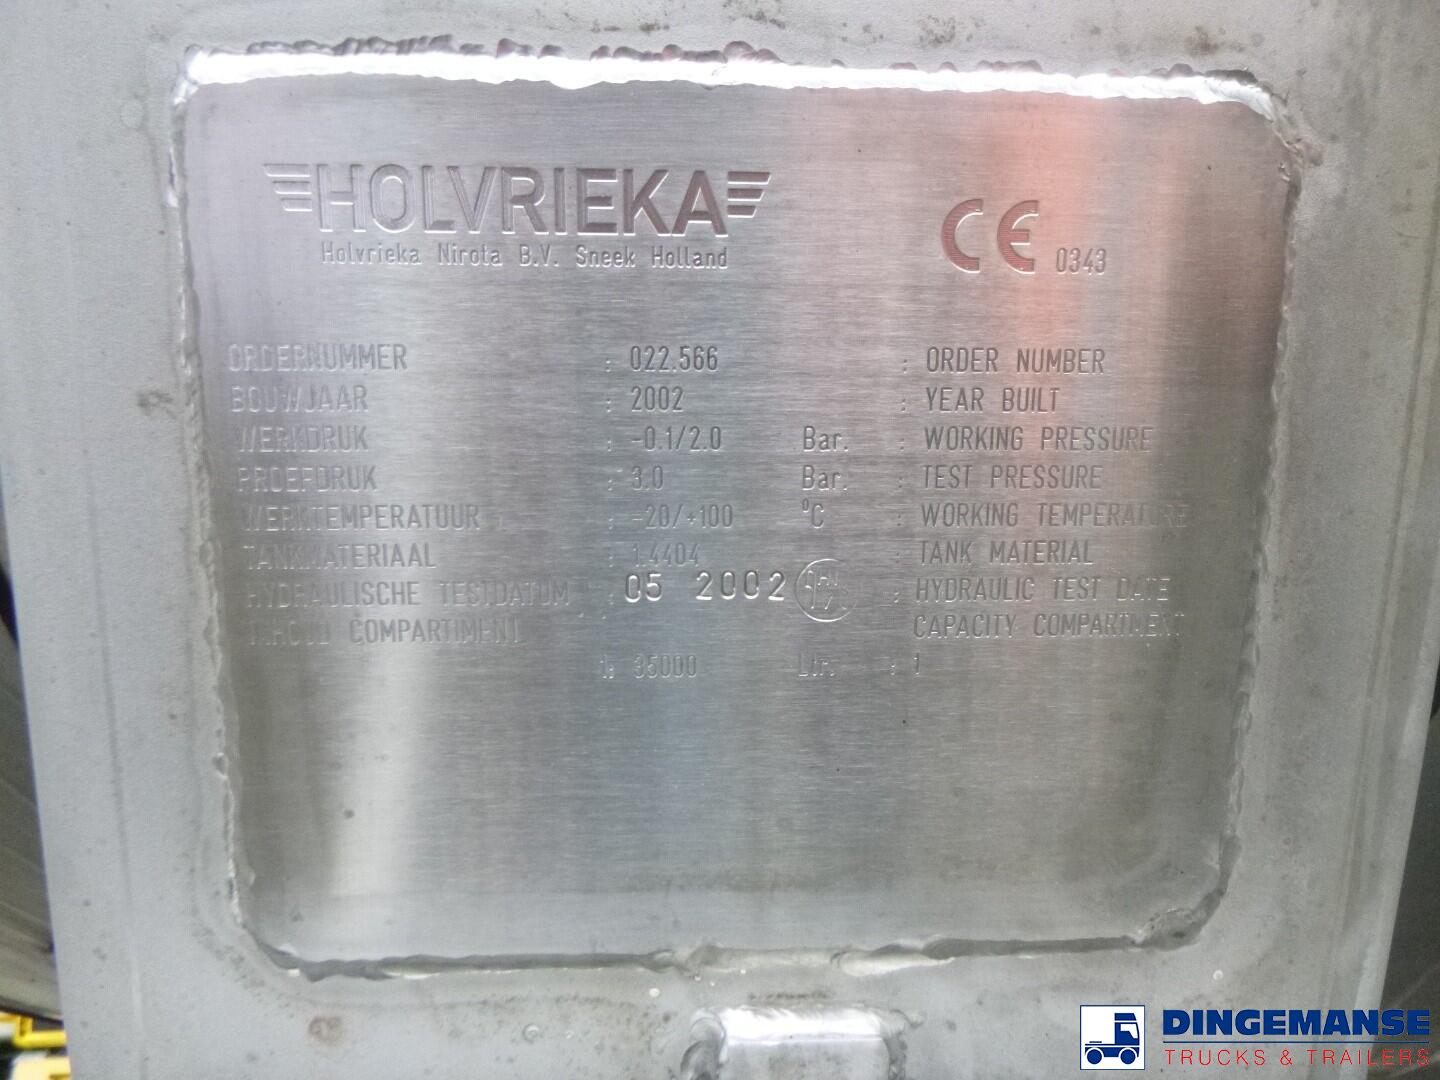 HOLVRIEKA
Holvrieka Nirota B.V. Sneek Holland
CE 0343
ORDERNUMMER : 022.566 : ORDER NUMBER
BOUWJAAR : 2002 : YEAR BUILT
WERKDRUK : -0.1/2.0 Bar. : WORKING PRESSURE
PROEFDRUK : 3.0 Bar. : TEST PRESSURE
WERKTEMPERATUUR : -20/+100 °C : WORKING TEMPERATURE
TANKMATERIAAL : 1.4404 : TANK MATERIAL
HYDRAULISCHE TESTDATUM : 05 2002 : HYDRAULIC TEST DATE
INHOUD COMPARTIMENT CAPACITY COMPARTMENT
1: 35000 Ltr. : 1
DINGEMANSE
TRUCKS & TRAILERS